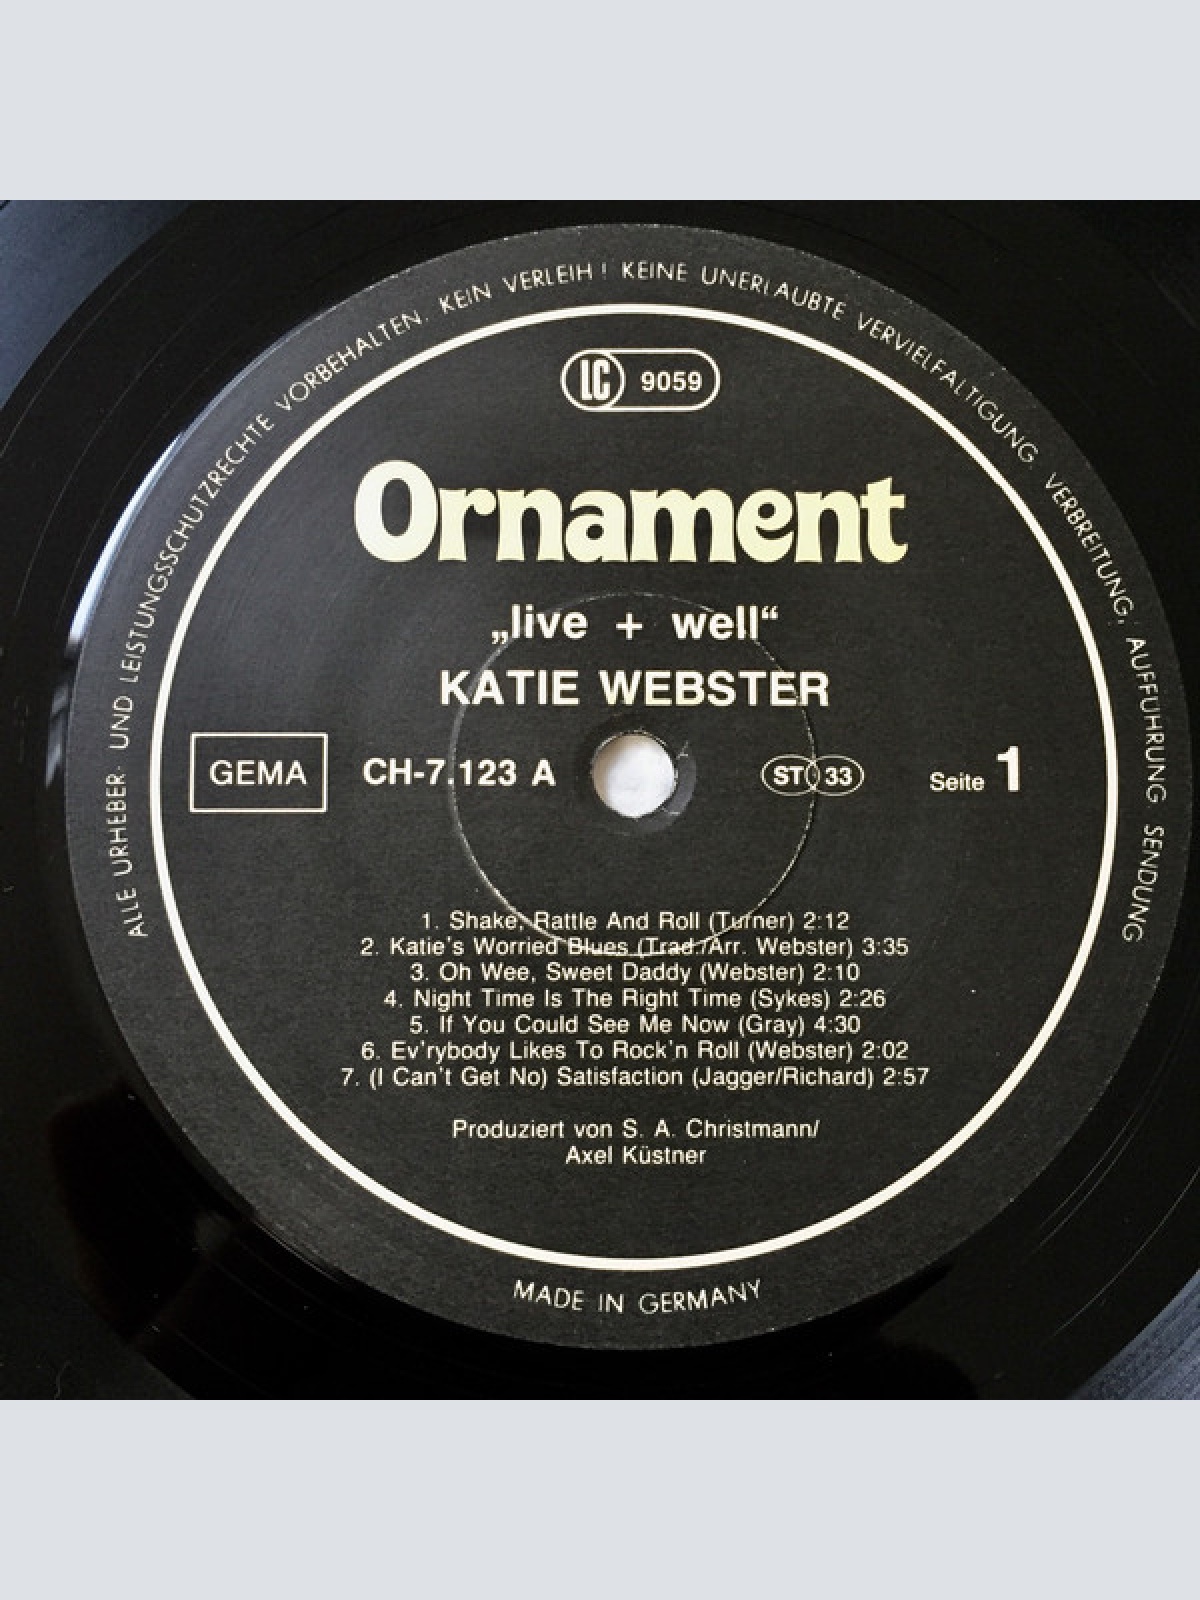 ALLE URHEBER- UND LEISTUNGSSCHUTZRECHTE VORBEHALTEN. KEIN VERLEIH! KEINE UNERLAUBTE VERVIELFALTIGUNG, VERBREITUNG, AUFFUHRUNG SENDUNG
LC 9059
Ornament
„live + well“
KATIE WEBSTER
GEMA CH-7.123 A ST 33 Seite 1
1. Shake, Rattle And Roll (Turner) 2:12
2. Katie's Worried Blues (Trad./Arr. Webster) 3:35
3. Oh Wee, Sweet Daddy (Webster) 2:10
4. Night Time Is The Right Time (Sykes) 2:26
5. If You Could See Me Now (Gray) 4:30
6. Ev'rybody Likes To Rock'n Roll (Webster) 2:02
7. (I Can't Get No) Satisfaction (Jagger/Richard) 2:57
Produziert von S. A. Christmann/
Axel Küstner
MADE IN GERMANY